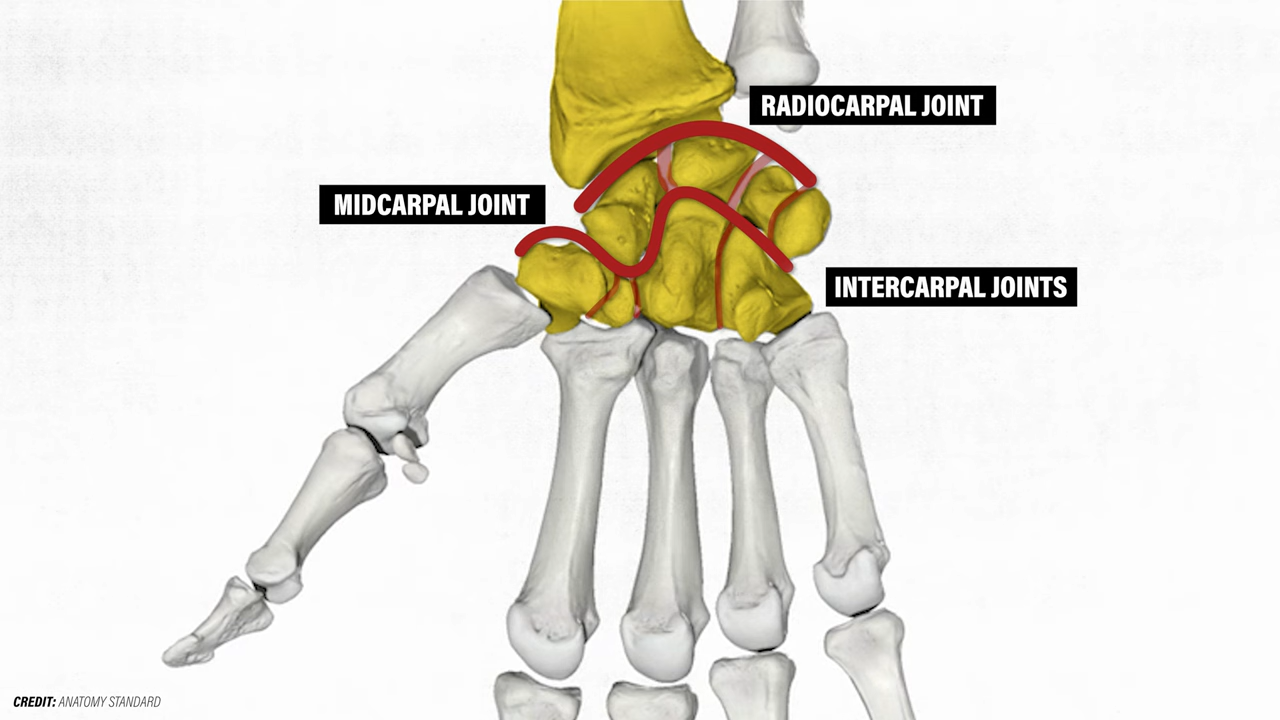 RADIOCARPAL JOINT
MIDCARPAL JOINT
INTERCARPAL JOINTS
CREDIT: ANATOMY STANDARD